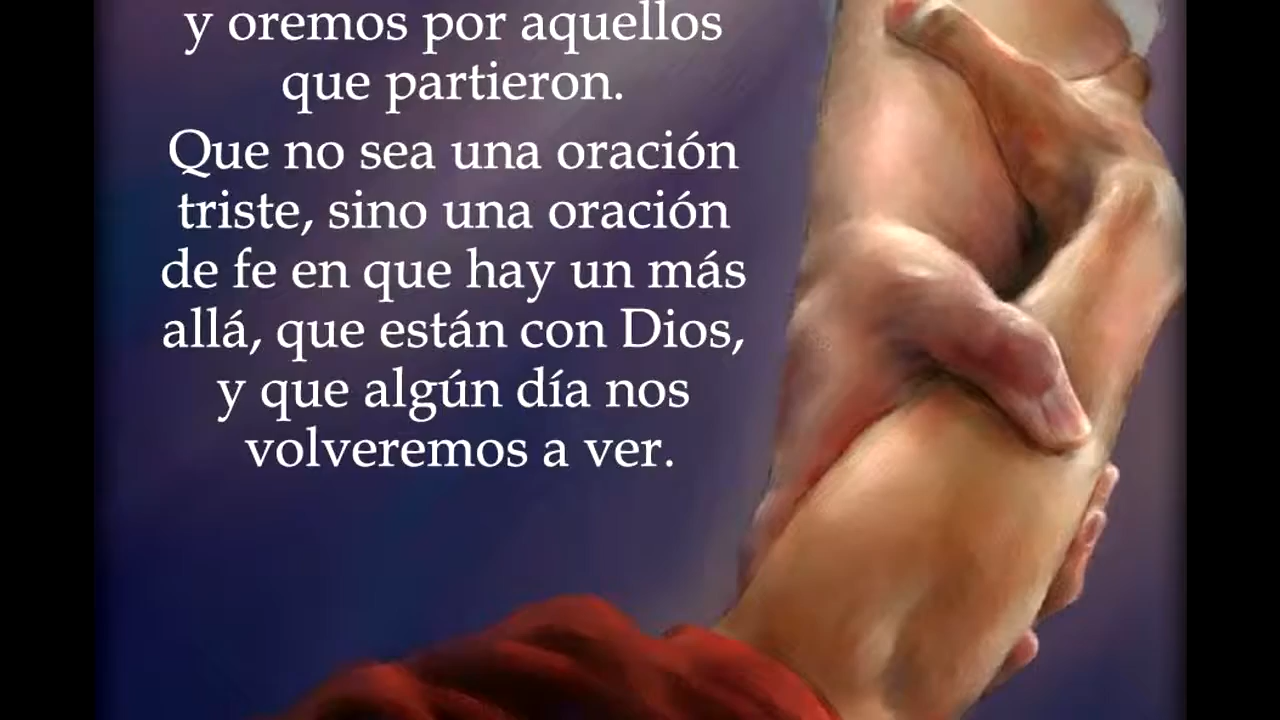 y oremos por aquellos
que partieron.
Que no sea una oración
triste, sino una oración
de fe en que hay un más
allá, que están con Dios,
y que algún día nos
volveremos a ver.